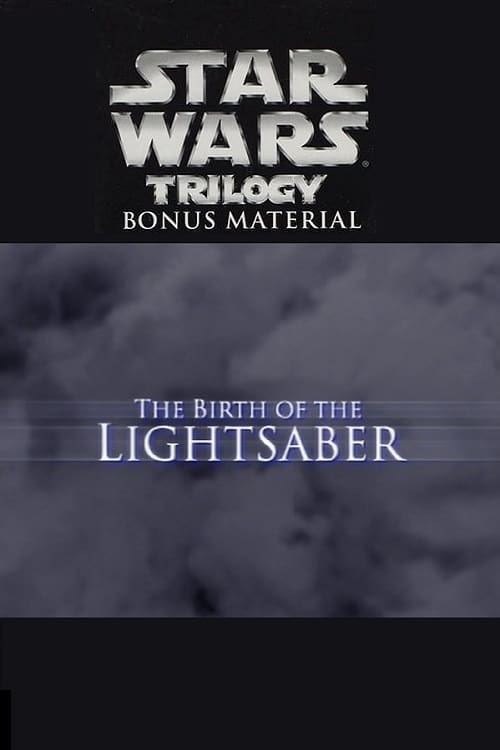 STAR
WARS®
TRILOGY
BONUS MATERIAL
THE BIRTH OF THE
LIGHTSABER